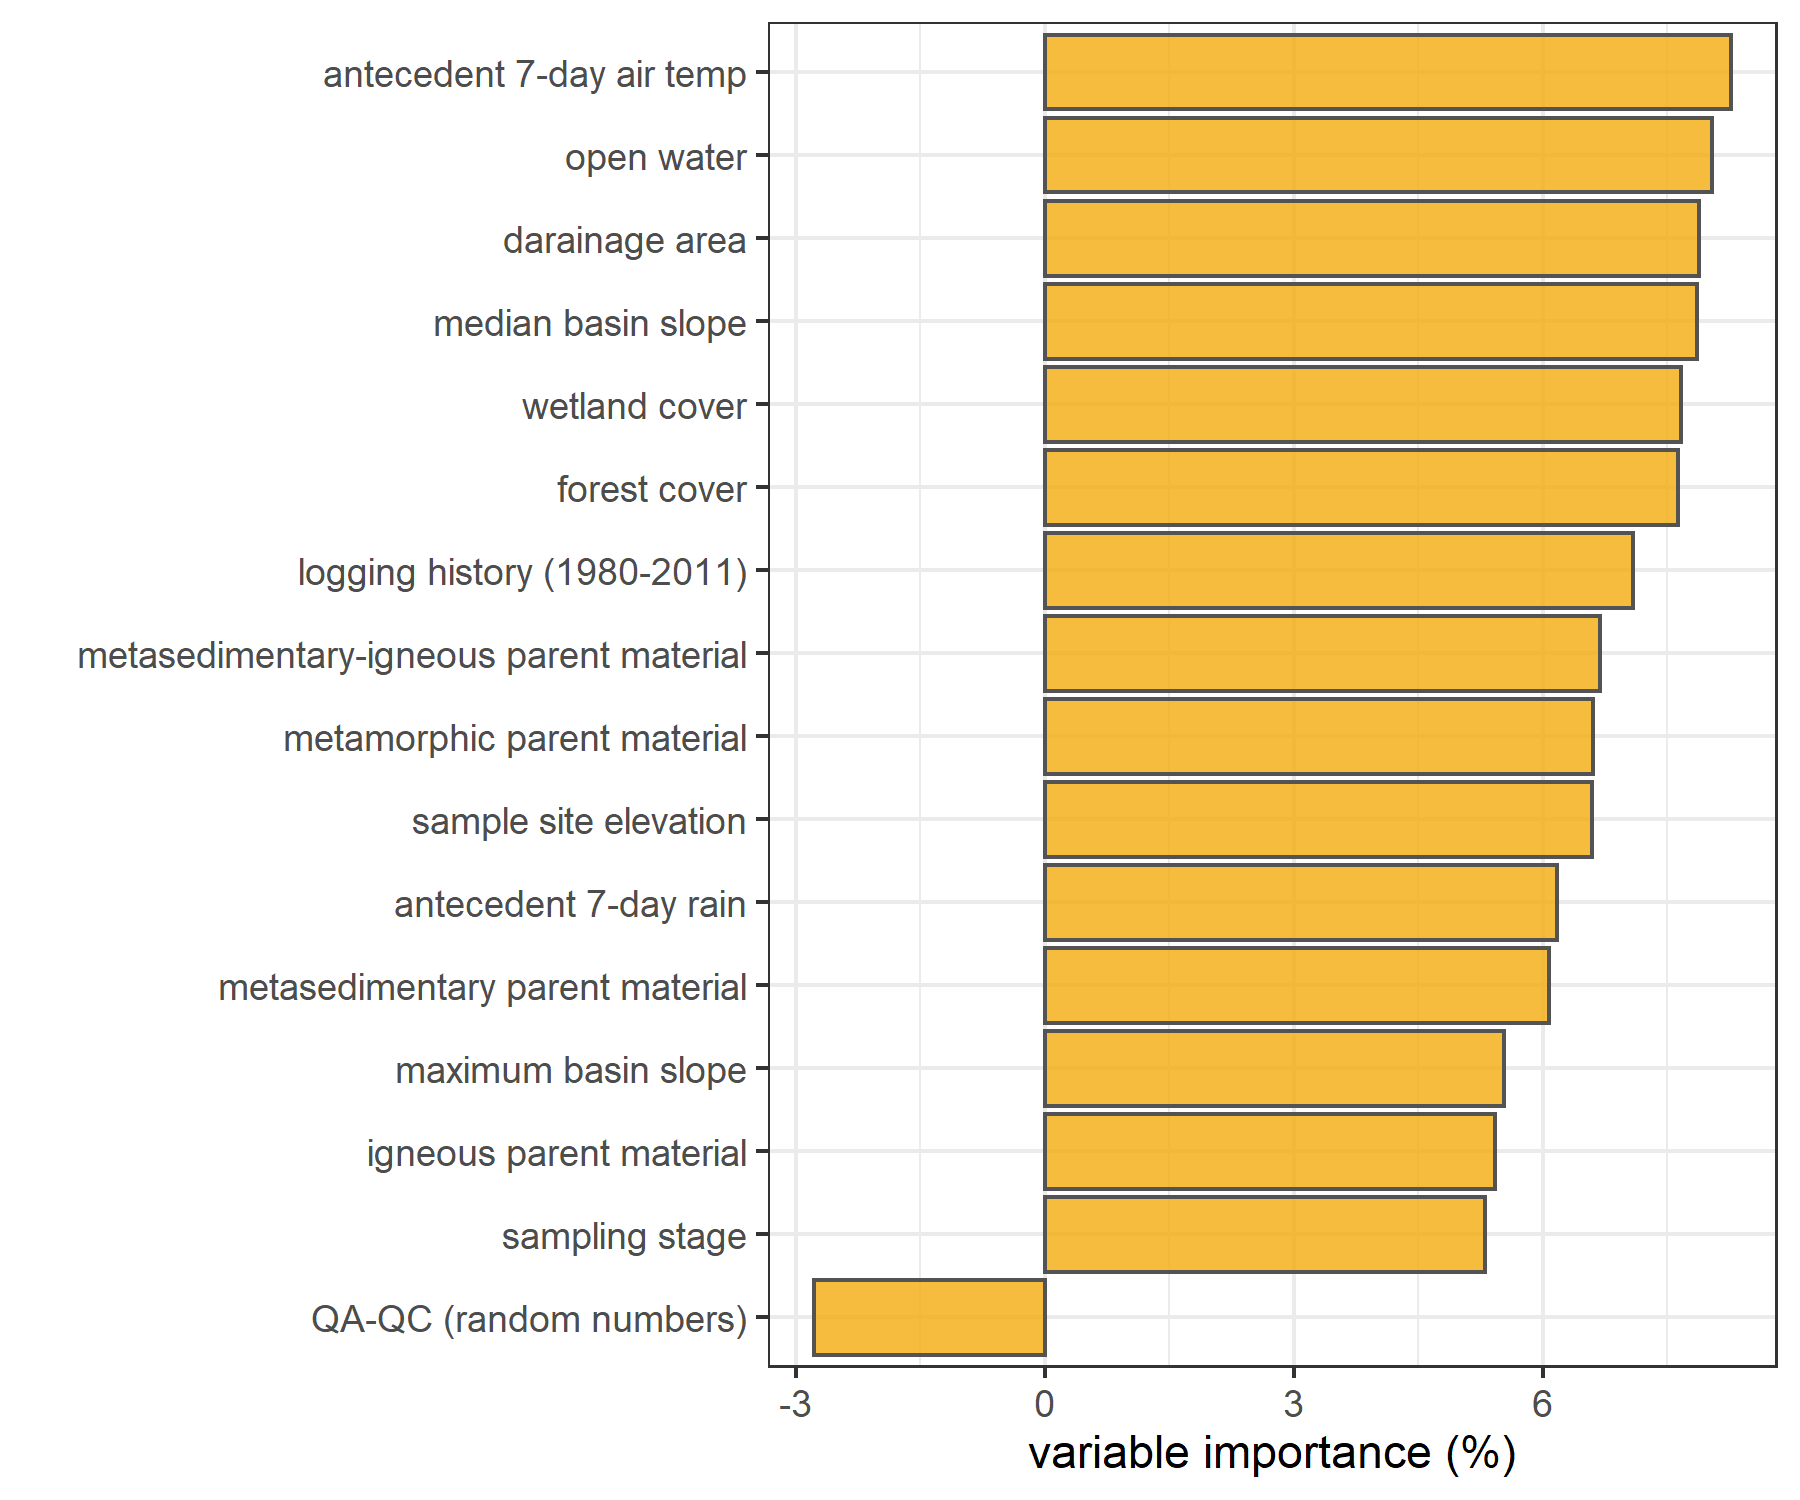 antecedent 7-day air temp
open water
darainage area
median basin slope
wetland cover
forest cover
logging history (1980-2011)
metasedimentary-igneous parent material
metamorphic parent material
sample site elevation
antecedent 7-day rain
metasedimentary parent material
maximum basin slope
igneous parent material
sampling stage
QA-QC (random numbers)
-3 0 3 6
variable importance (%)